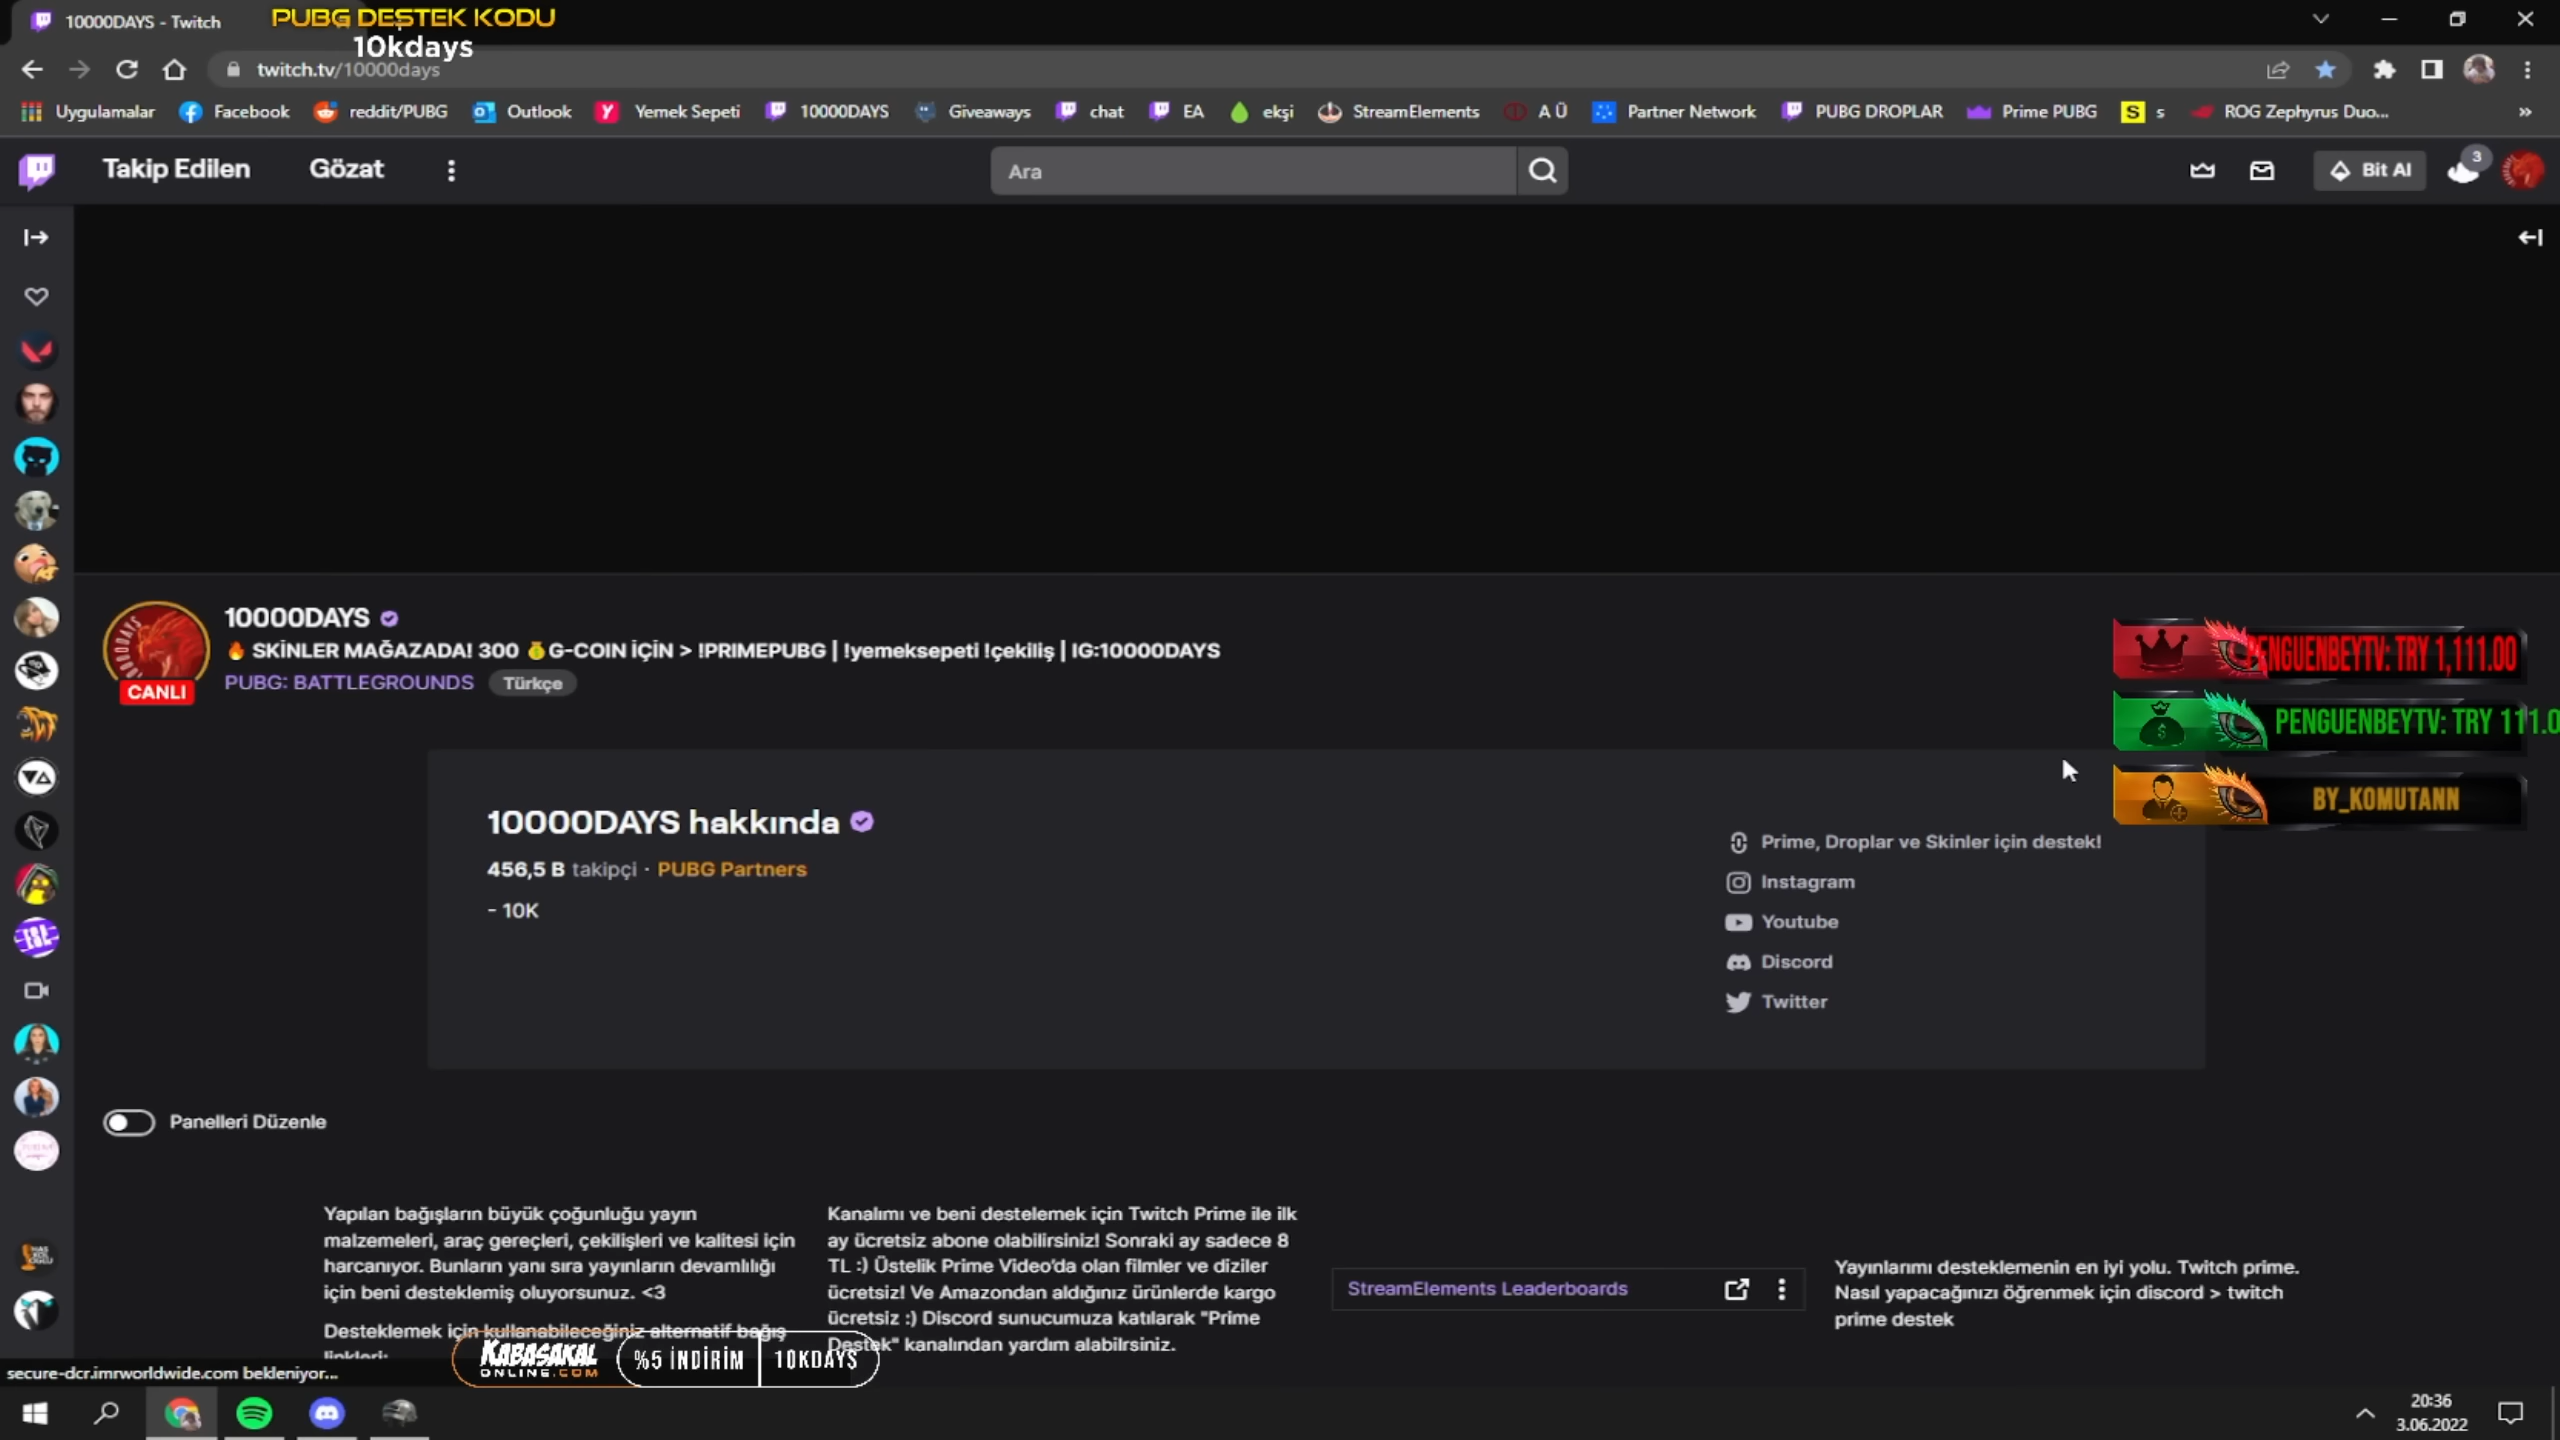 10000DAYS - Twitch
PUBG DESTEK KODU
10kdays
twitch.tv/10000days
Uygulamalar
Facebook
reddit/PUBG
Outlook
Yemek Sepeti
10000DAYS
Giveaways
chat
EA
ekşi
StreamElements
A Ü
Partner Network
PUBG DROPLAR
Prime PUBG
S s
ROG Zephyrus Duo...
Takip Edilen
Gözat
Ara
Bit Al
3
10000DAYS
🔥 SKİNLER MAĞAZADA! 300 💰G-COIN İÇİN > !PRIMEPUBG | !yemeksepeti !çekiliş | IG:10000DAYS
PUBG: BATTLEGROUNDS
Türkçe
CANLI
PENGUENBEYTV: TRY 1,111.00
PENGUENBEYTV: TRY 111.0
BY_KOMUTANN
10000DAYS hakkında
456,5 B takipçi · PUBG Partners
- 10K
Prime, Droplar ve Skinler için destek!
Instagram
Youtube
Discord
Twitter
Panelleri Düzenle
Yapılan bağışların büyük çoğunluğu yayın
malzemeleri, araç gereçleri, çekilişleri ve kalitesi için
harcanıyor. Bunların yanı sıra yayınların devamlılığı
için beni desteklemiş oluyorsunuz. <3
Desteklemek için kullanabileceğiniz alternatif bağış
linkleri:
Kanalımı ve beni destelemek için Twitch Prime ile ilk
ay ücretsiz abone olabilirsiniz! Sonraki ay sadece 8
TL :) Üstelik Prime Video'da olan filmler ve diziler
ücretsiz! Ve Amazondan aldığınız ürünlerde kargo
ücretsiz :) Discord sunucumuza katılarak "Prime
Destek" kanalından yardım alabilrsiniz.
StreamElements Leaderboards
Yayınlarımı desteklemenin en iyi yolu. Twitch prime.
Nasıl yapacağınızı öğrenmek için discord > twitch
prime destek
KABASAKAL
ONLINE.COM
%5 İNDİRİM
10KDAYS
secure-dcr.imrworldwide.com bekleniyor...
20:36
3.06.2022